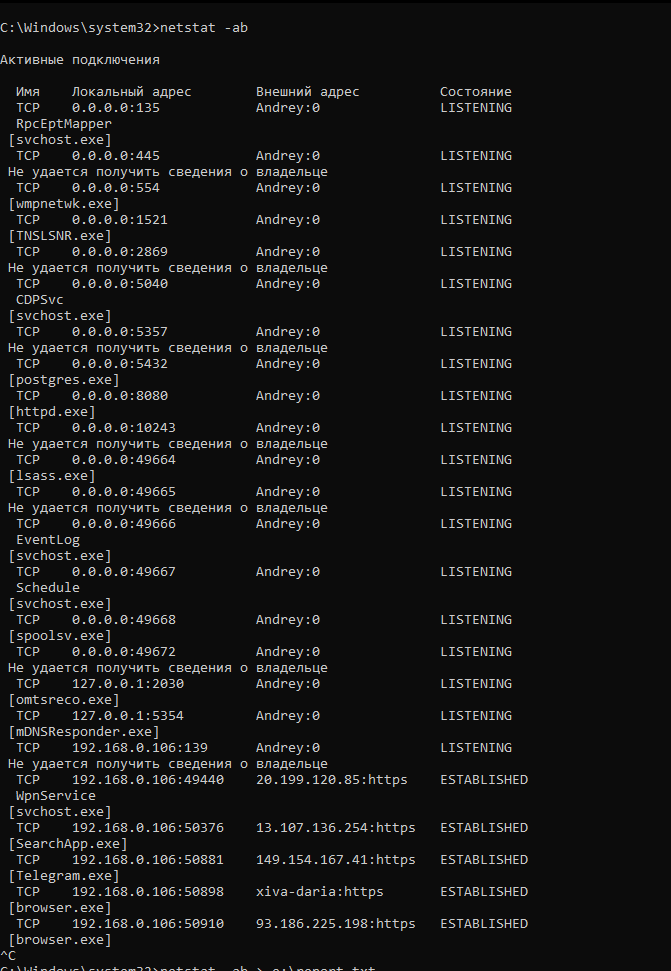 C:\Windows\system32>netstat -ab
Активные подключения
Имя Локальный адрес Внешний адрес Состояние
TCP 0.0.0.0:135 Andrey:0 LISTENING
RpcEptMapper
[svchost.exe]
TCP 0.0.0.0:445 Andrey:0 LISTENING
Не удается получить сведения о владельце
TCP 0.0.0.0:554 Andrey:0 LISTENING
[wmpnetwk.exe]
TCP 0.0.0.0:1521 Andrey:0 LISTENING
[TNSLSNR.exe]
TCP 0.0.0.0:2869 Andrey:0 LISTENING
Не удается получить сведения о владельце
TCP 0.0.0.0:5040 Andrey:0 LISTENING
CDPSvc
[svchost.exe]
TCP 0.0.0.0:5357 Andrey:0 LISTENING
Не удается получить сведения о владельце
TCP 0.0.0.0:5432 Andrey:0 LISTENING
[postgres.exe]
TCP 0.0.0.0:8080 Andrey:0 LISTENING
[httpd.exe]
TCP 0.0.0.0:10243 Andrey:0 LISTENING
Не удается получить сведения о владельце
TCP 0.0.0.0:49664 Andrey:0 LISTENING
[lsass.exe]
TCP 0.0.0.0:49665 Andrey:0 LISTENING
Не удается получить сведения о владельце
TCP 0.0.0.0:49666 Andrey:0 LISTENING
EventLog
[svchost.exe]
TCP 0.0.0.0:49667 Andrey:0 LISTENING
Schedule
[svchost.exe]
TCP 0.0.0.0:49668 Andrey:0 LISTENING
[spoolsv.exe]
TCP 0.0.0.0:49672 Andrey:0 LISTENING
Не удается получить сведения о владельце
TCP 127.0.0.1:2030 Andrey:0 LISTENING
[omtsreco.exe]
TCP 127.0.0.1:5354 Andrey:0 LISTENING
[mDNSResponder.exe]
TCP 192.168.0.106:139 Andrey:0 LISTENING
Не удается получить сведения о владельце
TCP 192.168.0.106:49440 20.199.120.85:https ESTABLISHED
WpnService
[svchost.exe]
TCP 192.168.0.106:50376 13.107.136.254:https ESTABLISHED
[SearchApp.exe]
TCP 192.168.0.106:50881 149.154.167.41:https ESTABLISHED
[Telegram.exe]
TCP 192.168.0.106:50898 xiva-daria:https ESTABLISHED
[browser.exe]
TCP 192.168.0.106:50910 93.186.225.198:https ESTABLISHED
[browser.exe]
^C
C:\Windows\system32>netstat -ab >